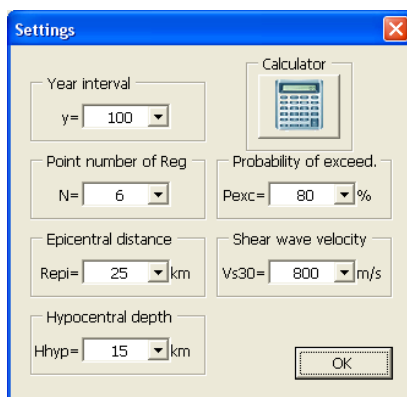 Settings
Year interval
y= 100
Calculator
Point number of Reg
N= 6
Probability of exceed.
Pexc= 80 %
Epicentral distance
Repi= 25 km
Shear wave velocity
Vs30= 800 m/s
Hypocentral depth
Hhyp= 15 km
OK